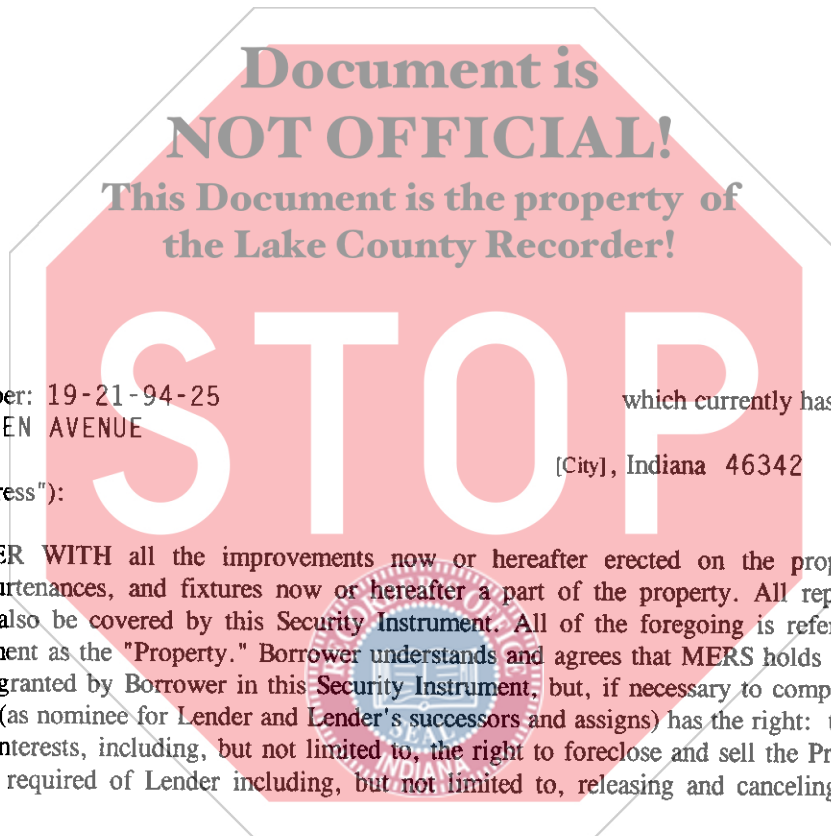 Document is
NOT OFFICIAL!
This Document is the property of
the Lake County Recorder!
STOP
er: 19-21-94-25 which currently has
EN AVENUE
[City], Indiana 46342
ress"):
ER WITH all the improvements now or hereafter erected on the prop
urtenances, and fixtures now or hereafter a part of the property. All rep
also be covered by this Security Instrument. All of the foregoing is refer
ent as the "Property." Borrower understands and agrees that MERS holds
granted by Borrower in this Security Instrument, but, if necessary to comp
(as nominee for Lender and Lender's successors and assigns) has the right: t
nterests, including, but not limited to, the right to foreclose and sell the Pr
required of Lender including, but not limited to, releasing and canceling
RECORDER'S OFFICE
SEAL
INDIANA